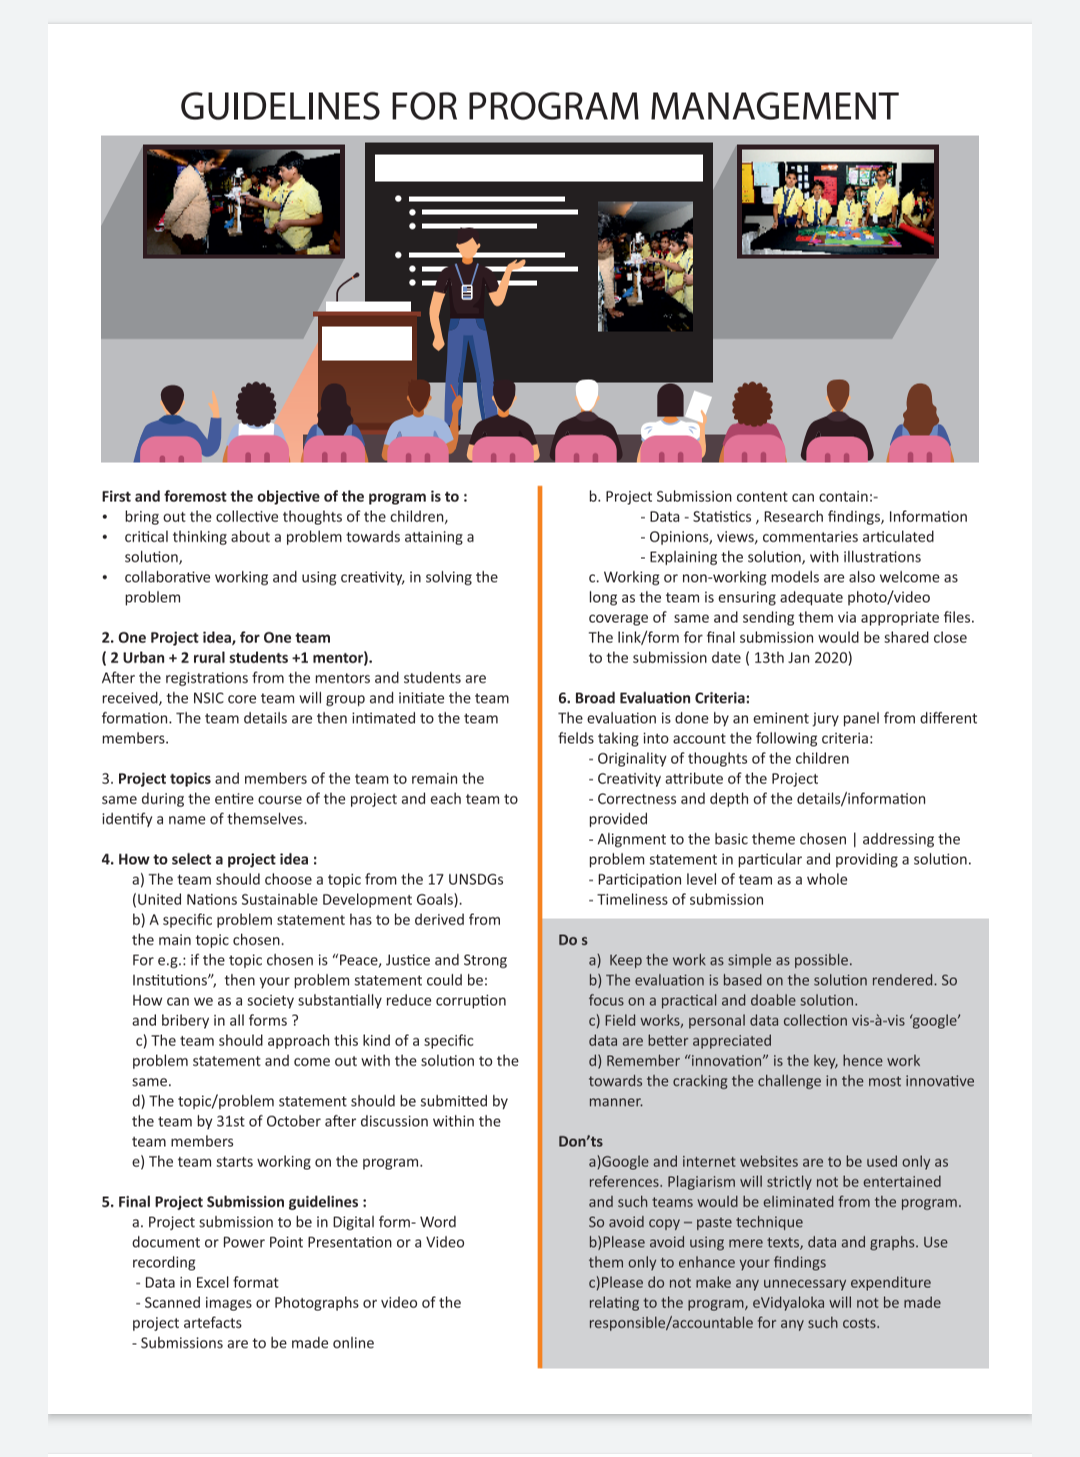 GUIDELINES FOR PROGRAM MANAGEMENT
First and foremost the objective of the program is to :
• bring out the collective thoughts of the children,
• critical thinking about a problem towards attaining a
solution,
• collaborative working and using creativity, in solving the
problem
2. One Project idea, for One team
( 2 Urban + 2 rural students +1 mentor).
After the registrations from the mentors and students are
received, the NSIC core team will group and initiate the team
formation. The team details are then intimated to the team
members.
3. Project topics and members of the team to remain the
same during the entire course of the project and each team to
identify a name of themselves.
4. How to select a project idea :
a) The team should choose a topic from the 17 UNSDGs
(United Nations Sustainable Development Goals).
b) A specific problem statement has to be derived from
the main topic chosen.
For e.g.: if the topic chosen is “Peace, Justice and Strong
Institutions”,  then your problem statement could be:
How can we as a society substantially reduce corruption
and bribery in all forms ?
c) The team should approach this kind of a specific
problem statement and come out with the solution to the
same.
d) The topic/problem statement should be submitted by
the team by 31st of October after discussion within the
team members
e) The team starts working on the program.
5. Final Project Submission guidelines :
a. Project submission to be in Digital form- Word
document or Power Point Presentation or a Video
recording
- Data in Excel format
- Scanned images or Photographs or video of the
project artefacts
- Submissions are to be made online
b. Project Submission content can contain:-
- Data - Statistics , Research findings, Information
- Opinions, views, commentaries articulated
- Explaining the solution, with illustrations
c. Working or non-working models are also welcome as
long as the team is ensuring adequate photo/video
coverage of  same and sending them via appropriate files.
The link/form for final submission would be shared close
to the submission date ( 13th Jan 2020)
6. Broad Evaluation Criteria:
The evaluation is done by an eminent jury panel from different
fields taking into account the following criteria:
- Originality of thoughts of the children
- Creativity attribute of the Project
- Correctness and depth of the details/information
provided
- Alignment to the basic theme chosen | addressing the
problem statement in particular and providing a solution.
- Participation level of team as a whole
- Timeliness of submission
Do s
a)  Keep the work as simple as possible.
b) The evaluation is based on the solution rendered. So
focus on a practical and doable solution.
c) Field works, personal data collection vis-à-vis ‘google’
data are better appreciated
d) Remember “innovation” is the key, hence work
towards the cracking the challenge in the most innovative
manner.
Don’ts
a)Google and internet websites are to be used only as
references. Plagiarism will strictly not be entertained
and such teams would be eliminated from the program.
So avoid copy – paste technique
b)Please avoid using mere texts, data and graphs. Use
them only to enhance your findings
c)Please do not make any unnecessary expenditure
relating to the program, eVidyaloka will not be made
responsible/accountable for any such costs.